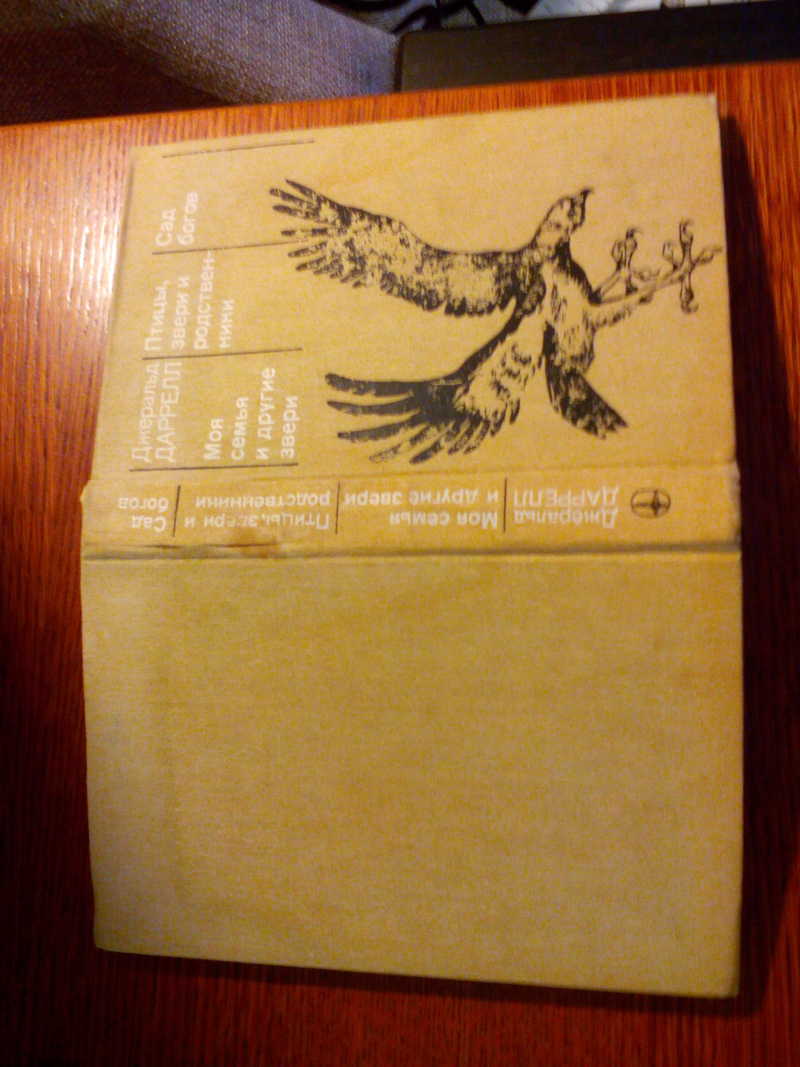 Джеральд
ДАРРЕЛЛ
Моя
семья
и другие
звери
Птицы,
звери и
родствен-
ники
Сад
богов
Джеральд
ДАРРЕЛЛ
Моя семья
и другие звери
Птицы, звери и
родственники
Сад
богов